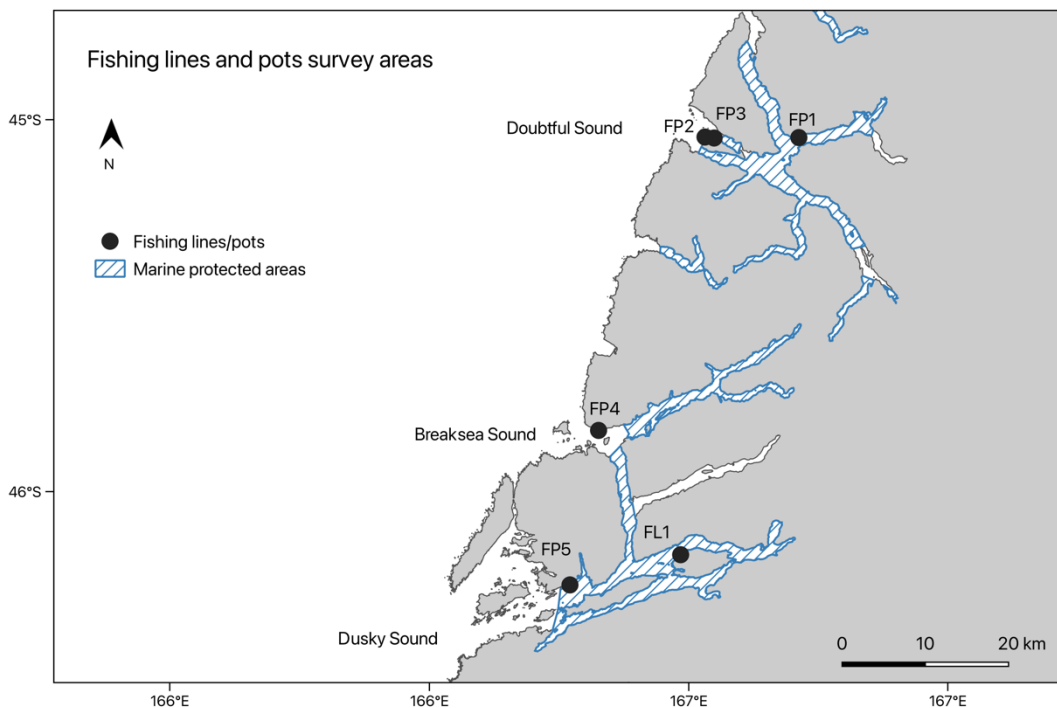 Fishing lines and pots survey areas
45°S
N
Doubtful Sound
FP2
FP3
FP1
Fishing lines/pots
Marine protected areas
FP4
Breaksea Sound
46°S
FL1
FP5
Dusky Sound
0 10 20 km
166°E 166°E 167°E 167°E